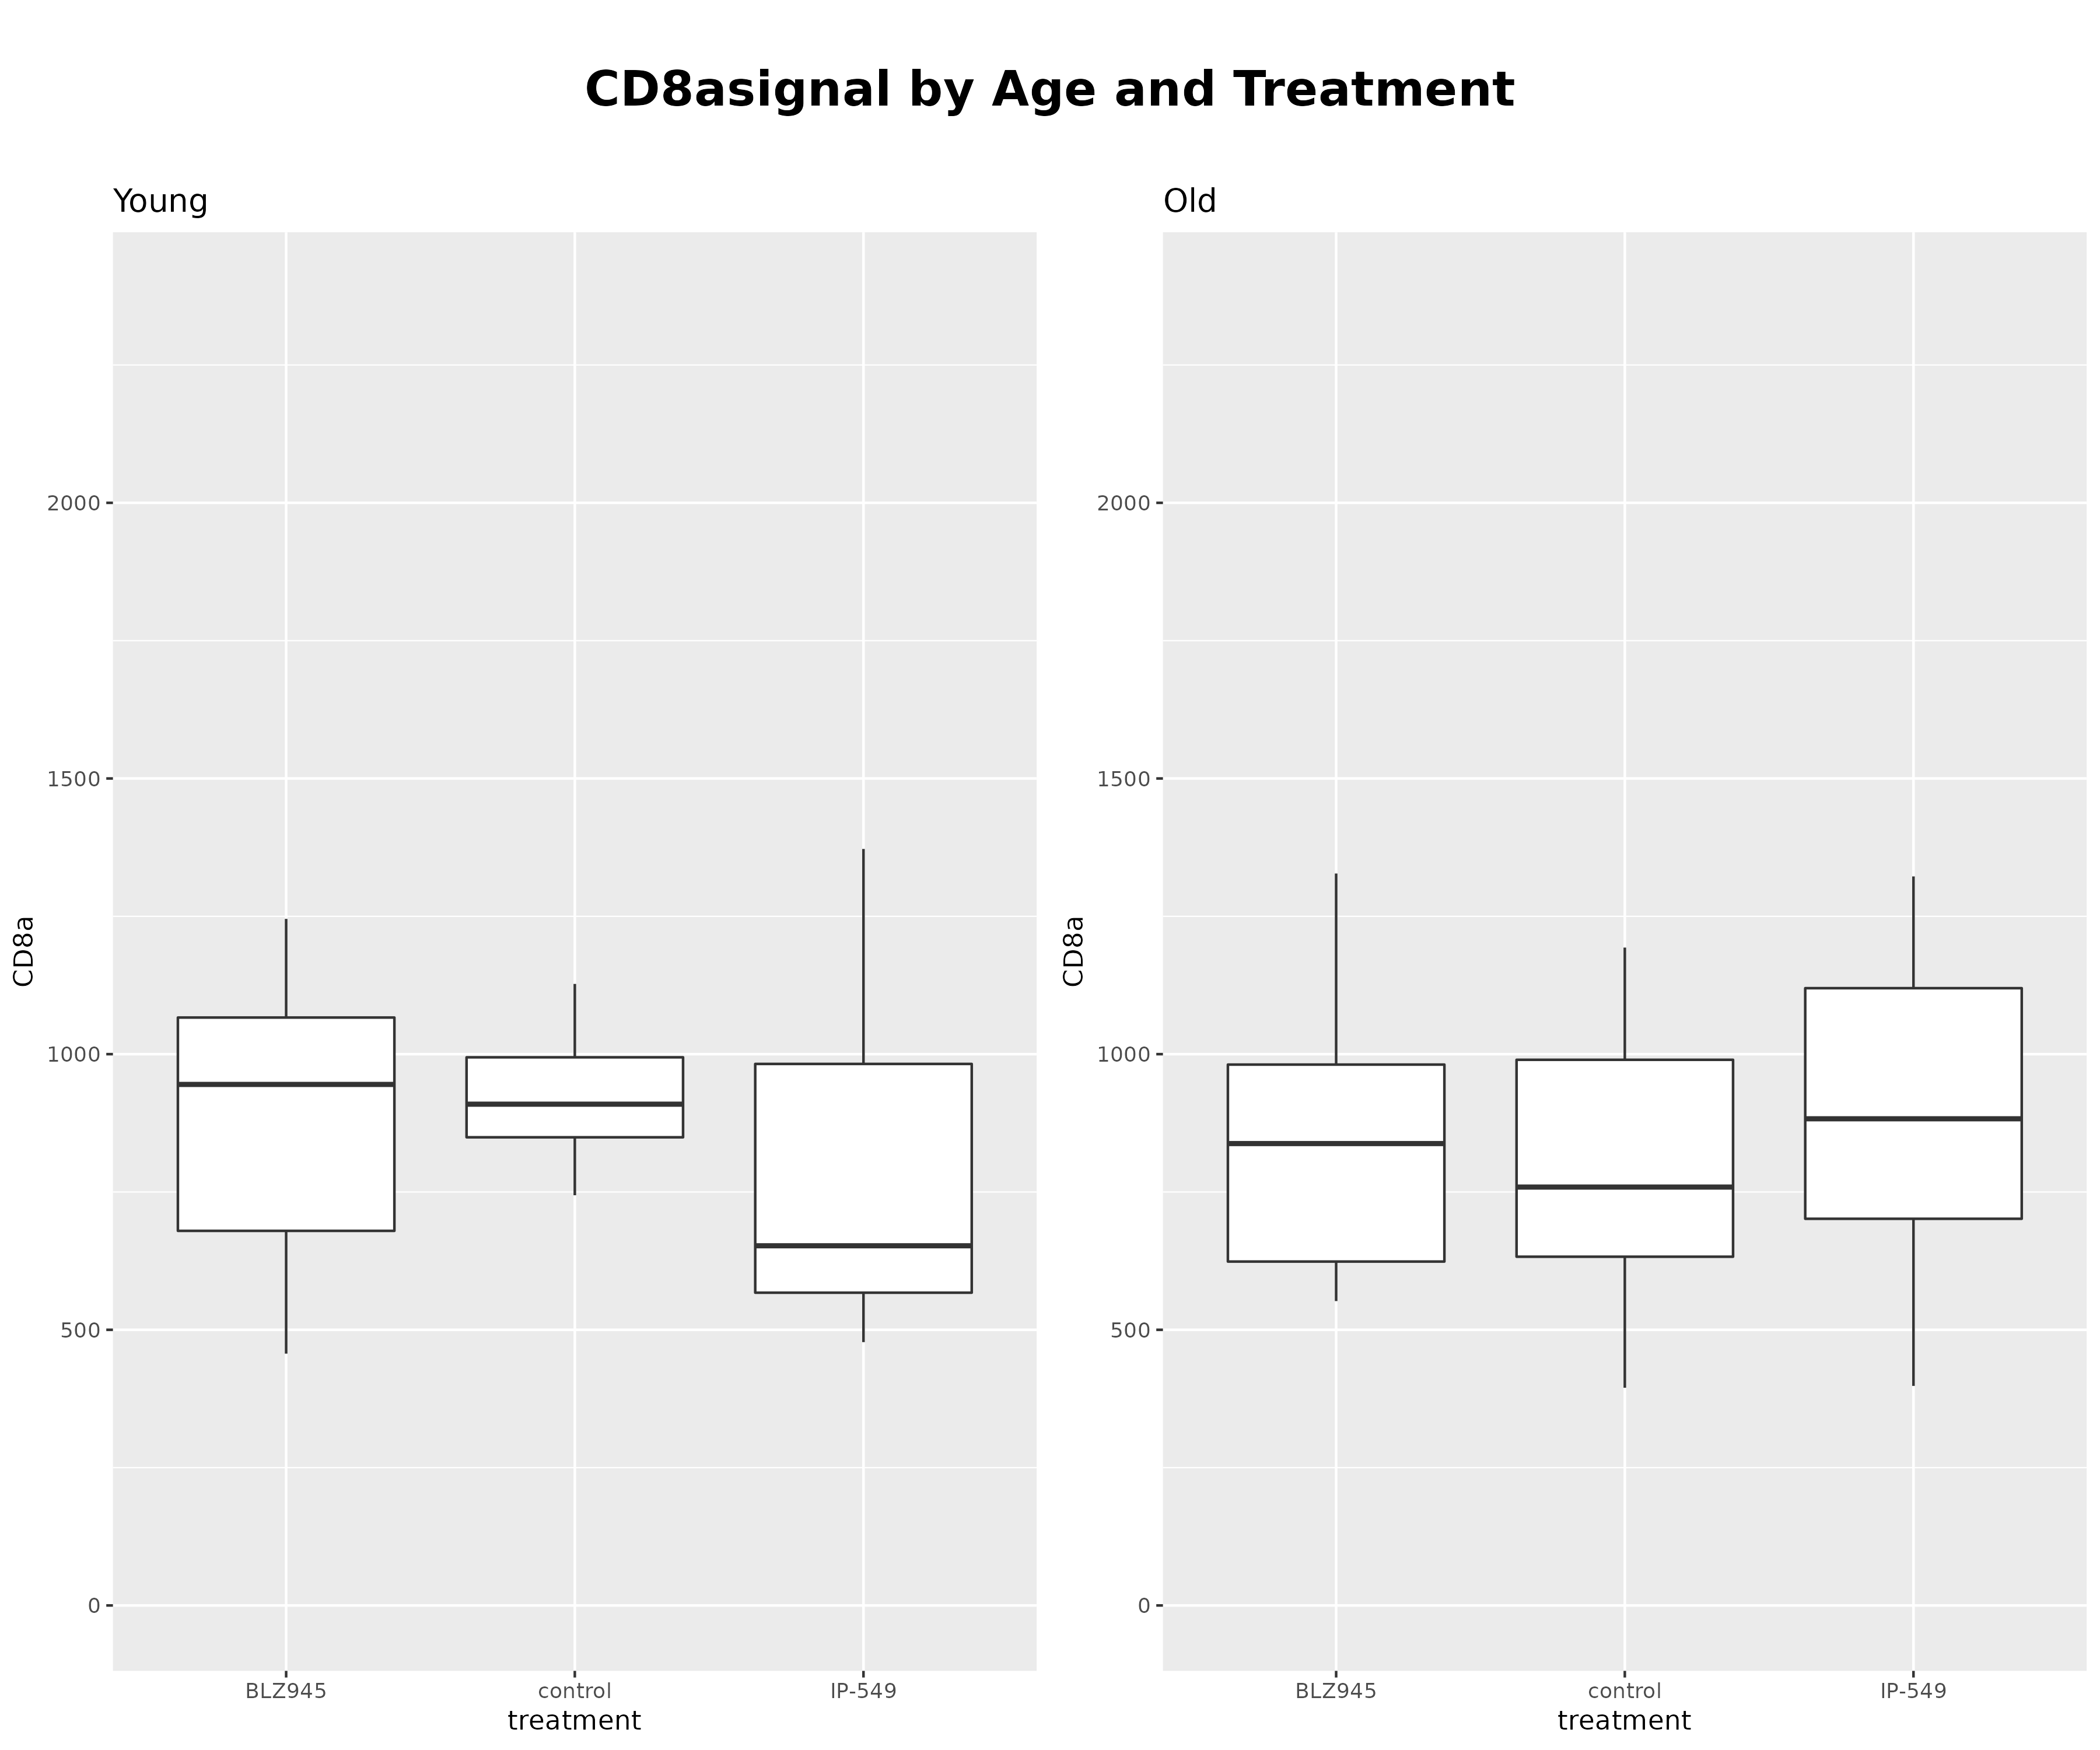 CD8asignal by Age and Treatment
Young
2000
1500
1000
500
0
CD8a
BLZ945 control IP-549
treatment
Old
2000
1500
1000
500
0
CD8a
BLZ945 control IP-549
treatment